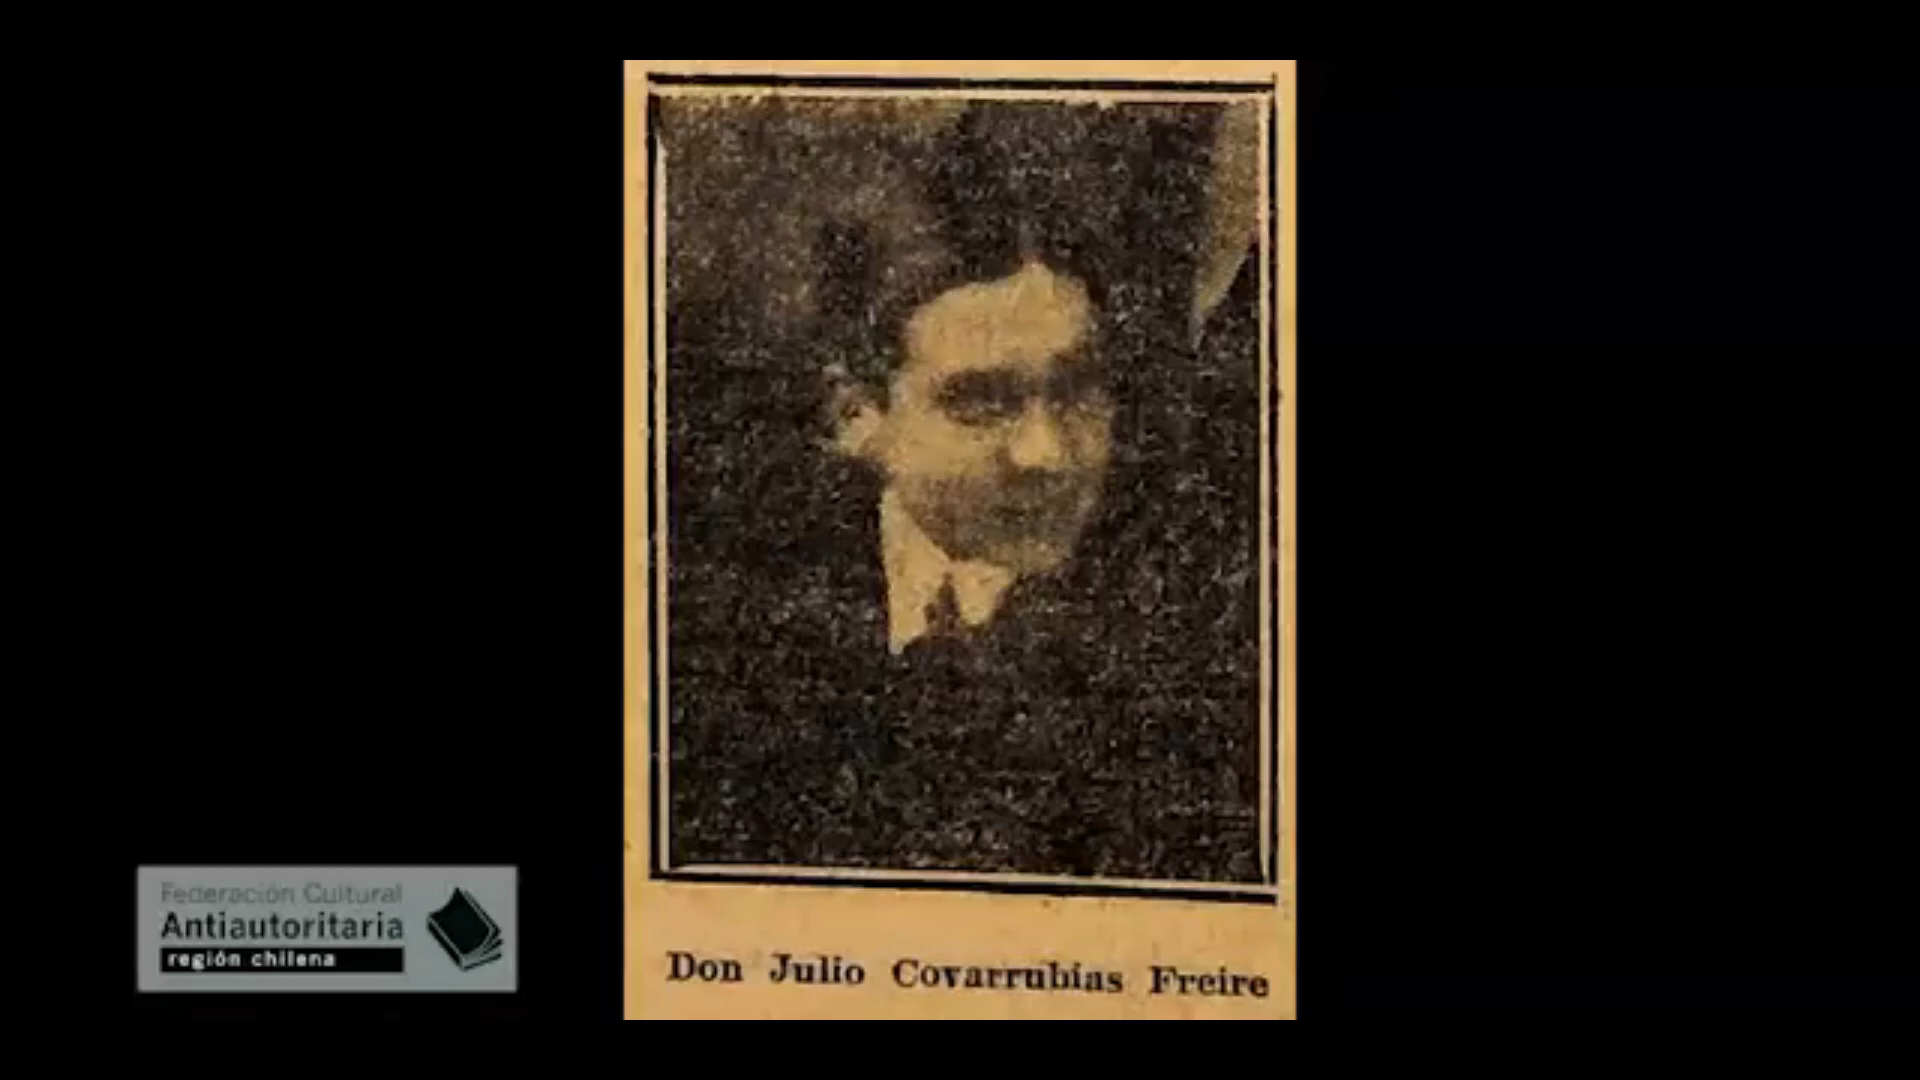 Federación Cultural
Antiautoritaria
región chilena
Don Julio Covarrubias Freire